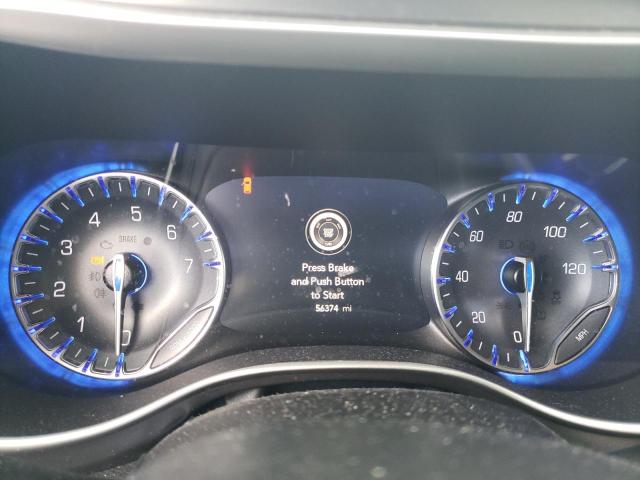 1 2 3 4 5 6 7
BRAKE
0
Press Brake
and Push Button
to Start
56374 mi
0 20 40 60 80 100 120
MPH